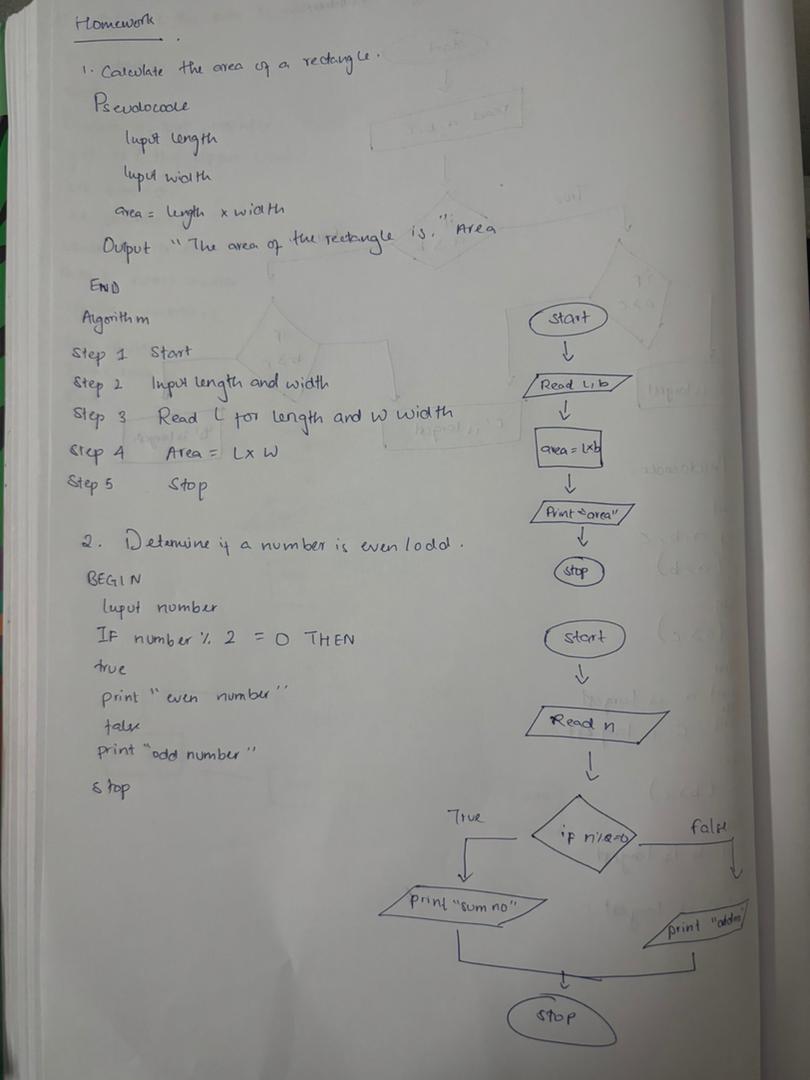 Homework
1. Calculate the area of a rectangle.
Pseudocode
Input length
Input width
area = length x width
Output "The area of the rectangle is." Area
END
Algorithm
Step 1 Start
Step 2 Input length and width
Step 3 Read L for length and W width
Step 4 Area = L x W
Step 5 Stop
start
Read L, b
area = Lxb
Print "area"
stop
2. Determine if a number is even/odd.
BEGIN
Input number
IF number % 2 = 0 THEN
true
print "even number"
false
print "odd number"
stop
start
Read n
if n%2=0
True
false
print "sum no"
print
stop